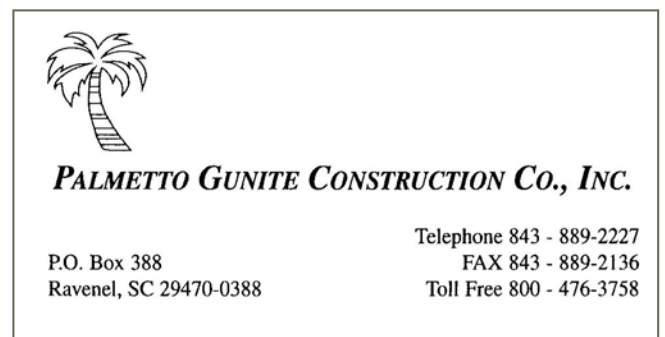 PALMETTO GUNITE CONSTRUCTION CO., INC.
P.O. Box 388
Ravenel, SC 29470-0388
Telephone 843 - 889-2227
FAX 843 - 889-2136
Toll Free 800 - 476-3758